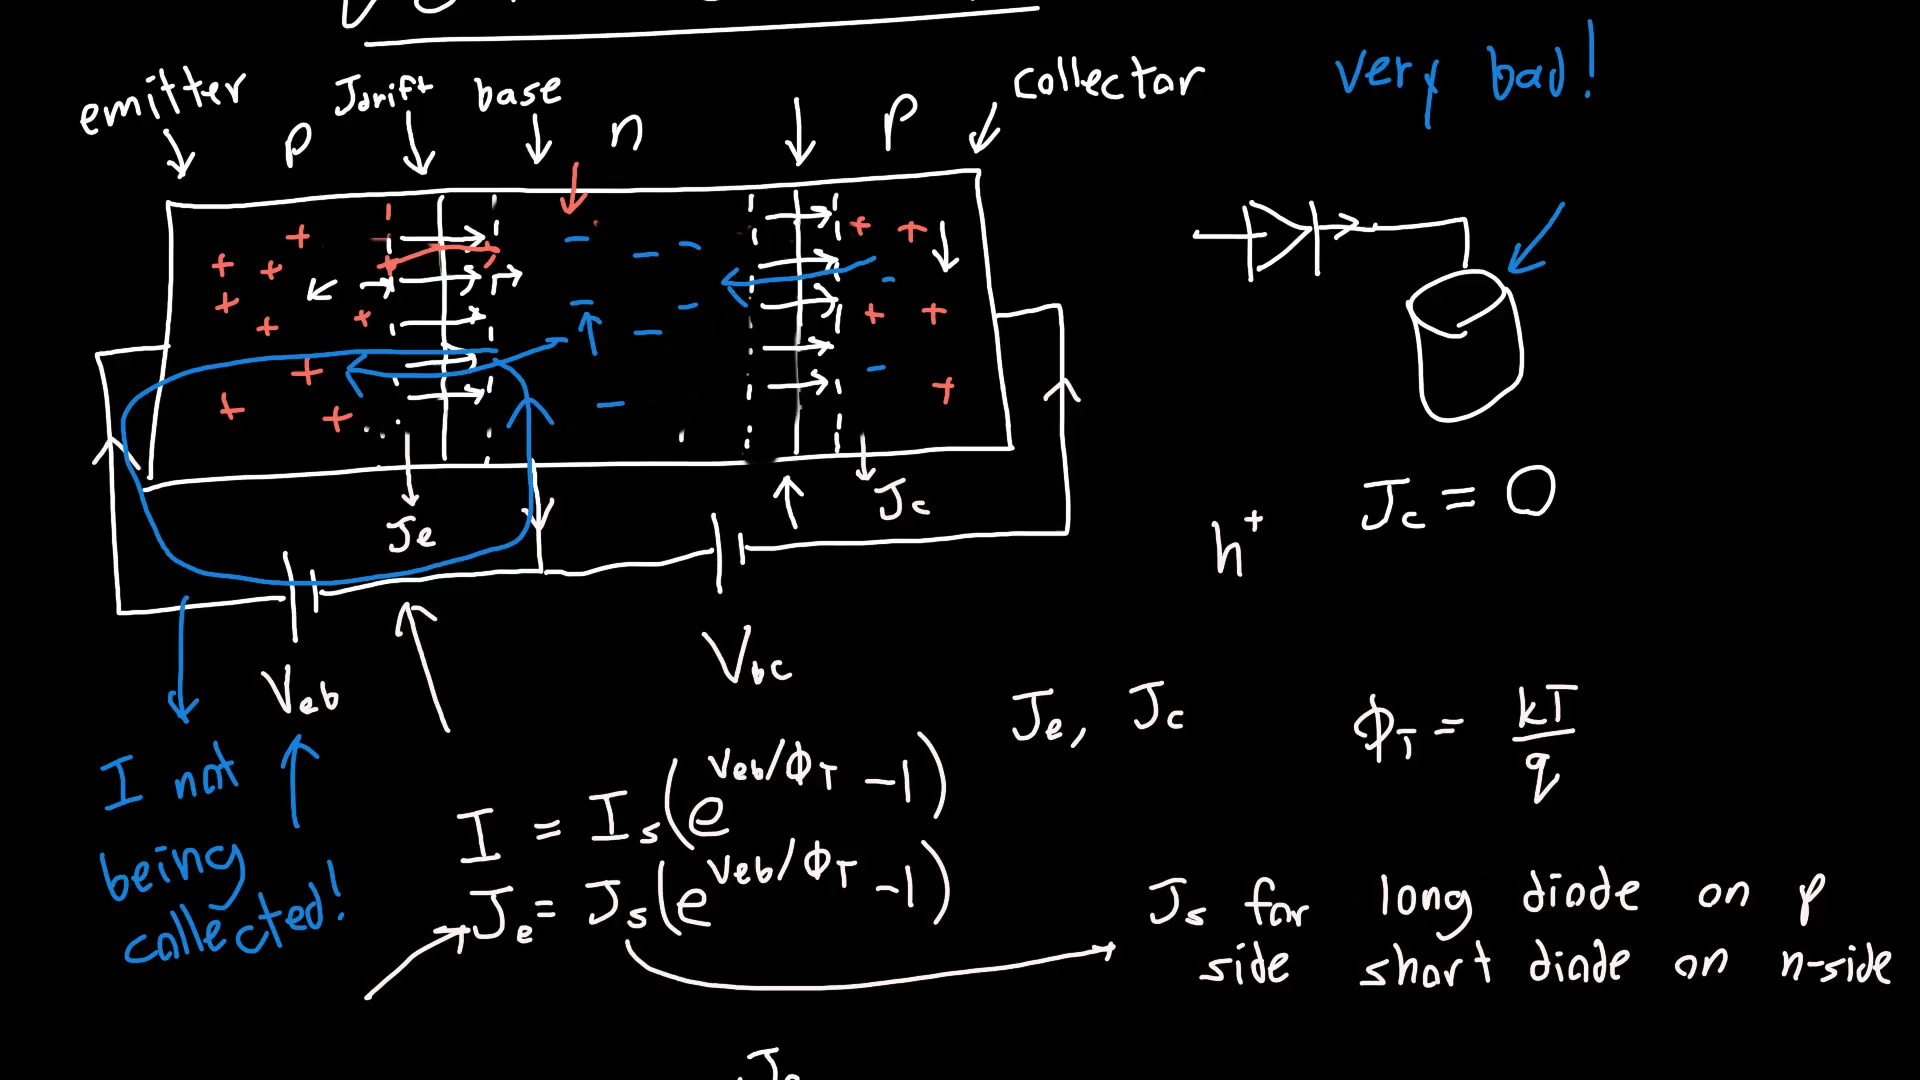 emitter
Jdrift
base
collector
very bad!
p
n
p
Je
Jc
h⁺
Jc = 0
Veb
Vbc
Je, Jc
ΦT = kT/q
I not
being
collected!
I = Is(e^(Veb/ΦT) - 1)
Je = Js(e^(Veb/ΦT) - 1)
Js for long diode on p
side short diode on n-side